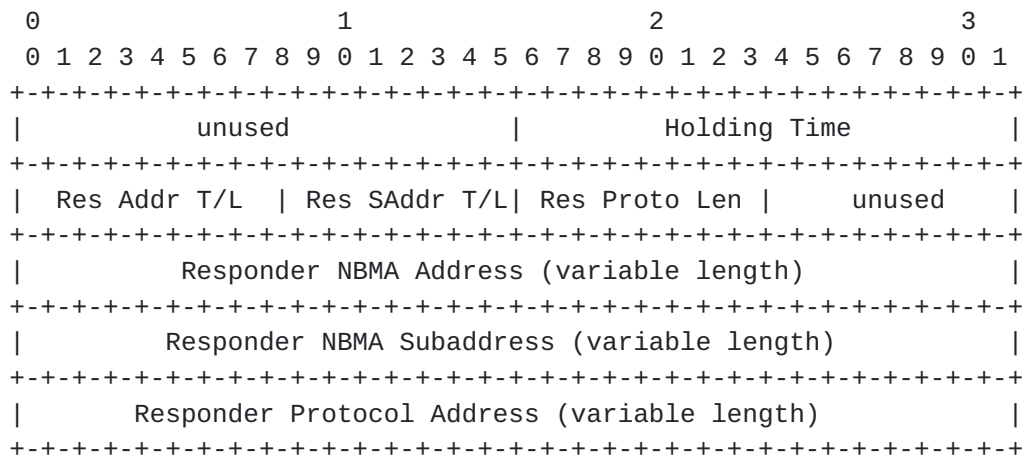 0                   1                   2                   3
 0 1 2 3 4 5 6 7 8 9 0 1 2 3 4 5 6 7 8 9 0 1 2 3 4 5 6 7 8 9 0 1
+-+-+-+-+-+-+-+-+-+-+-+-+-+-+-+-+-+-+-+-+-+-+-+-+-+-+-+-+-+-+-+-+
|           unused              |         Holding Time          |
+-+-+-+-+-+-+-+-+-+-+-+-+-+-+-+-+-+-+-+-+-+-+-+-+-+-+-+-+-+-+-+-+
|  Res Addr T/L  | Res SAddr T/L| Res Proto Len |     unused    |
+-+-+-+-+-+-+-+-+-+-+-+-+-+-+-+-+-+-+-+-+-+-+-+-+-+-+-+-+-+-+-+-+
|          Responder NBMA Address (variable length)             |
+-+-+-+-+-+-+-+-+-+-+-+-+-+-+-+-+-+-+-+-+-+-+-+-+-+-+-+-+-+-+-+-+
|         Responder NBMA Subaddress (variable length)           |
+-+-+-+-+-+-+-+-+-+-+-+-+-+-+-+-+-+-+-+-+-+-+-+-+-+-+-+-+-+-+-+-+
|       Responder Protocol Address (variable length)            |
+-+-+-+-+-+-+-+-+-+-+-+-+-+-+-+-+-+-+-+-+-+-+-+-+-+-+-+-+-+-+-+-+